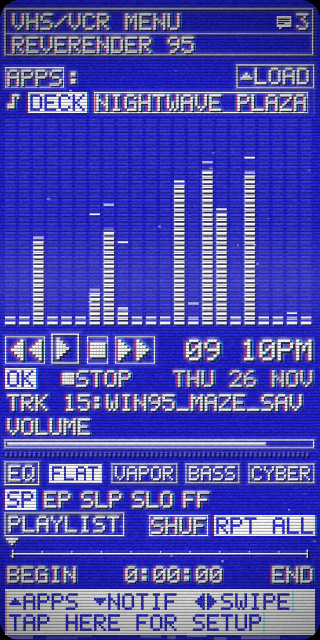 VHS/VCR MENU 3
REVERENDER 95
APPS: LOAD
DECK NIGHTWAVE PLAZA
09 10PM
OK STOP THU 26 NOV
TRK 15:WIN95_MAZE_SAV
VOLUME
EQ FLAT VAPOR BASS CYBER
SP EP SLP SLO FF
PLAYLIST SHUF RPT ALL
BEGIN 0:00:00 END
APPS NOTIF SWIPE
TAP HERE FOR SETUP